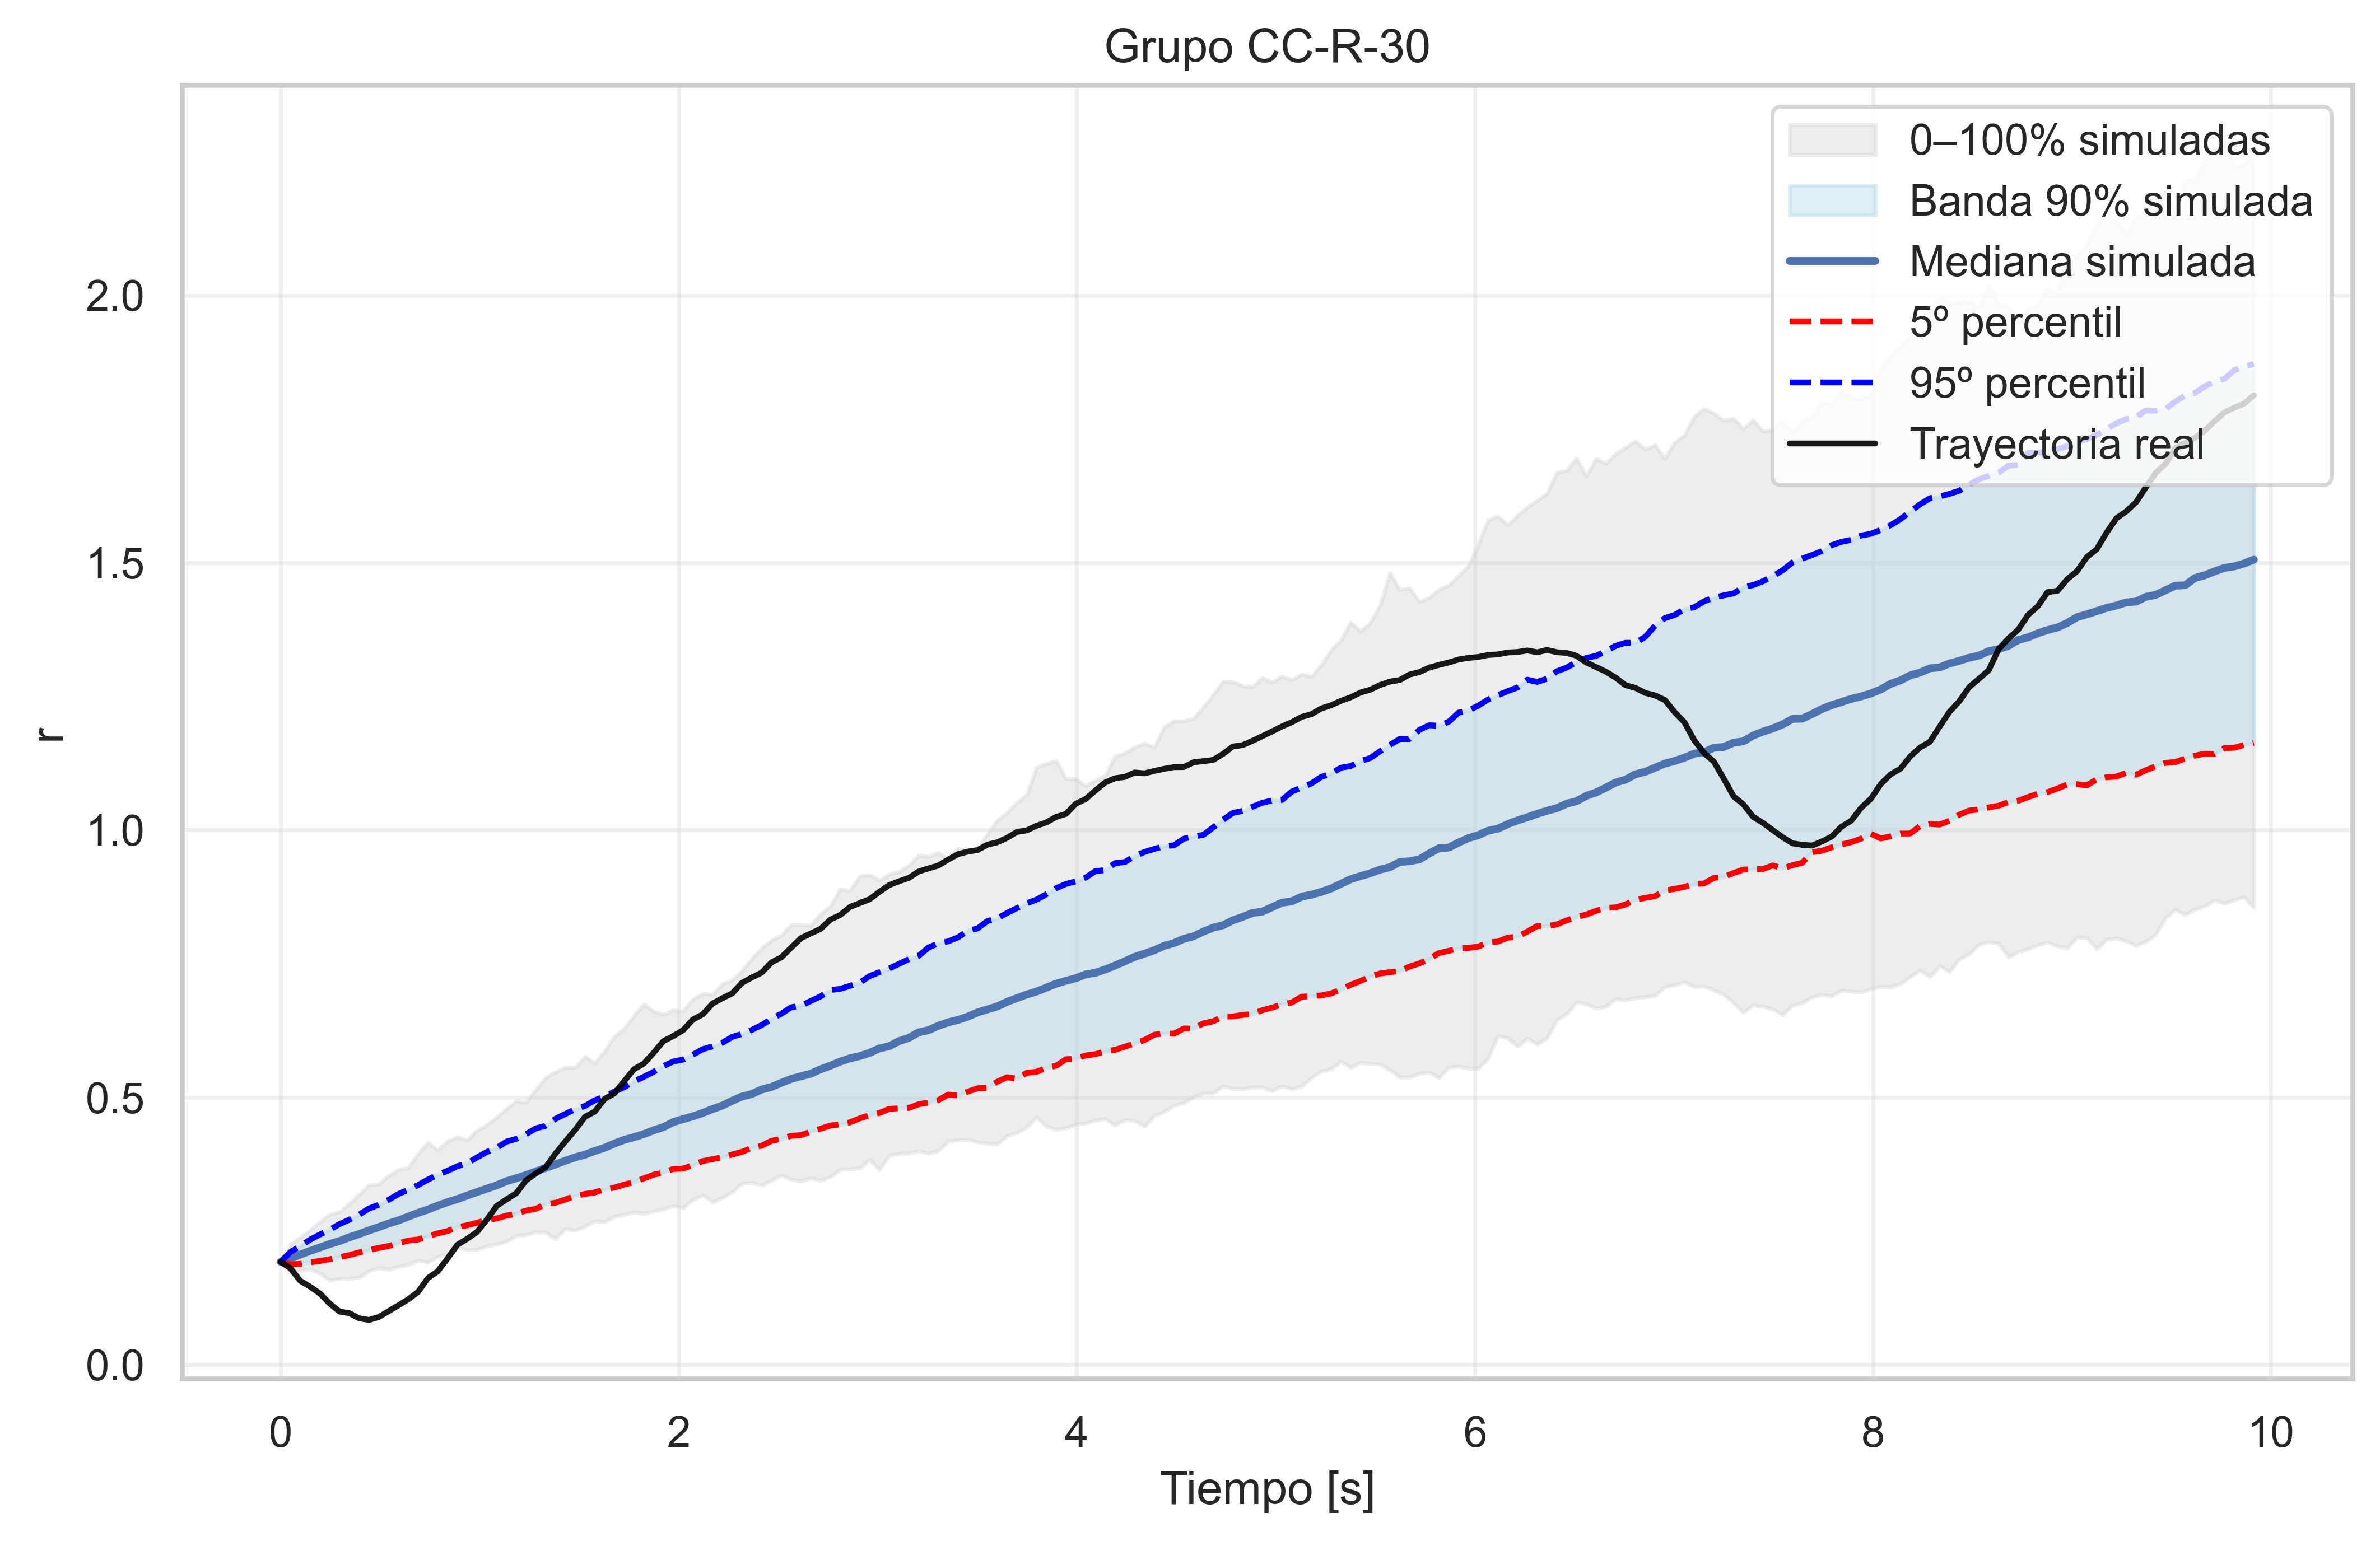 Grupo CC-R-30
0–100% simuladas
Banda 90% simulada
Mediana simulada
5º percentil
95º percentil
Trayectoria real
r
2.0
1.5
1.0
0.5
0.0
0 2 4 6 8 10
Tiempo [s]